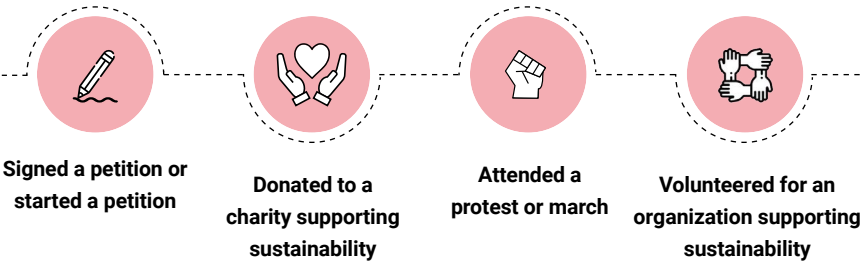 Signed a petition or
started a petition
Donated to a
charity supporting
sustainability
Attended a
protest or march
Volunteered for an
organization supporting
sustainability